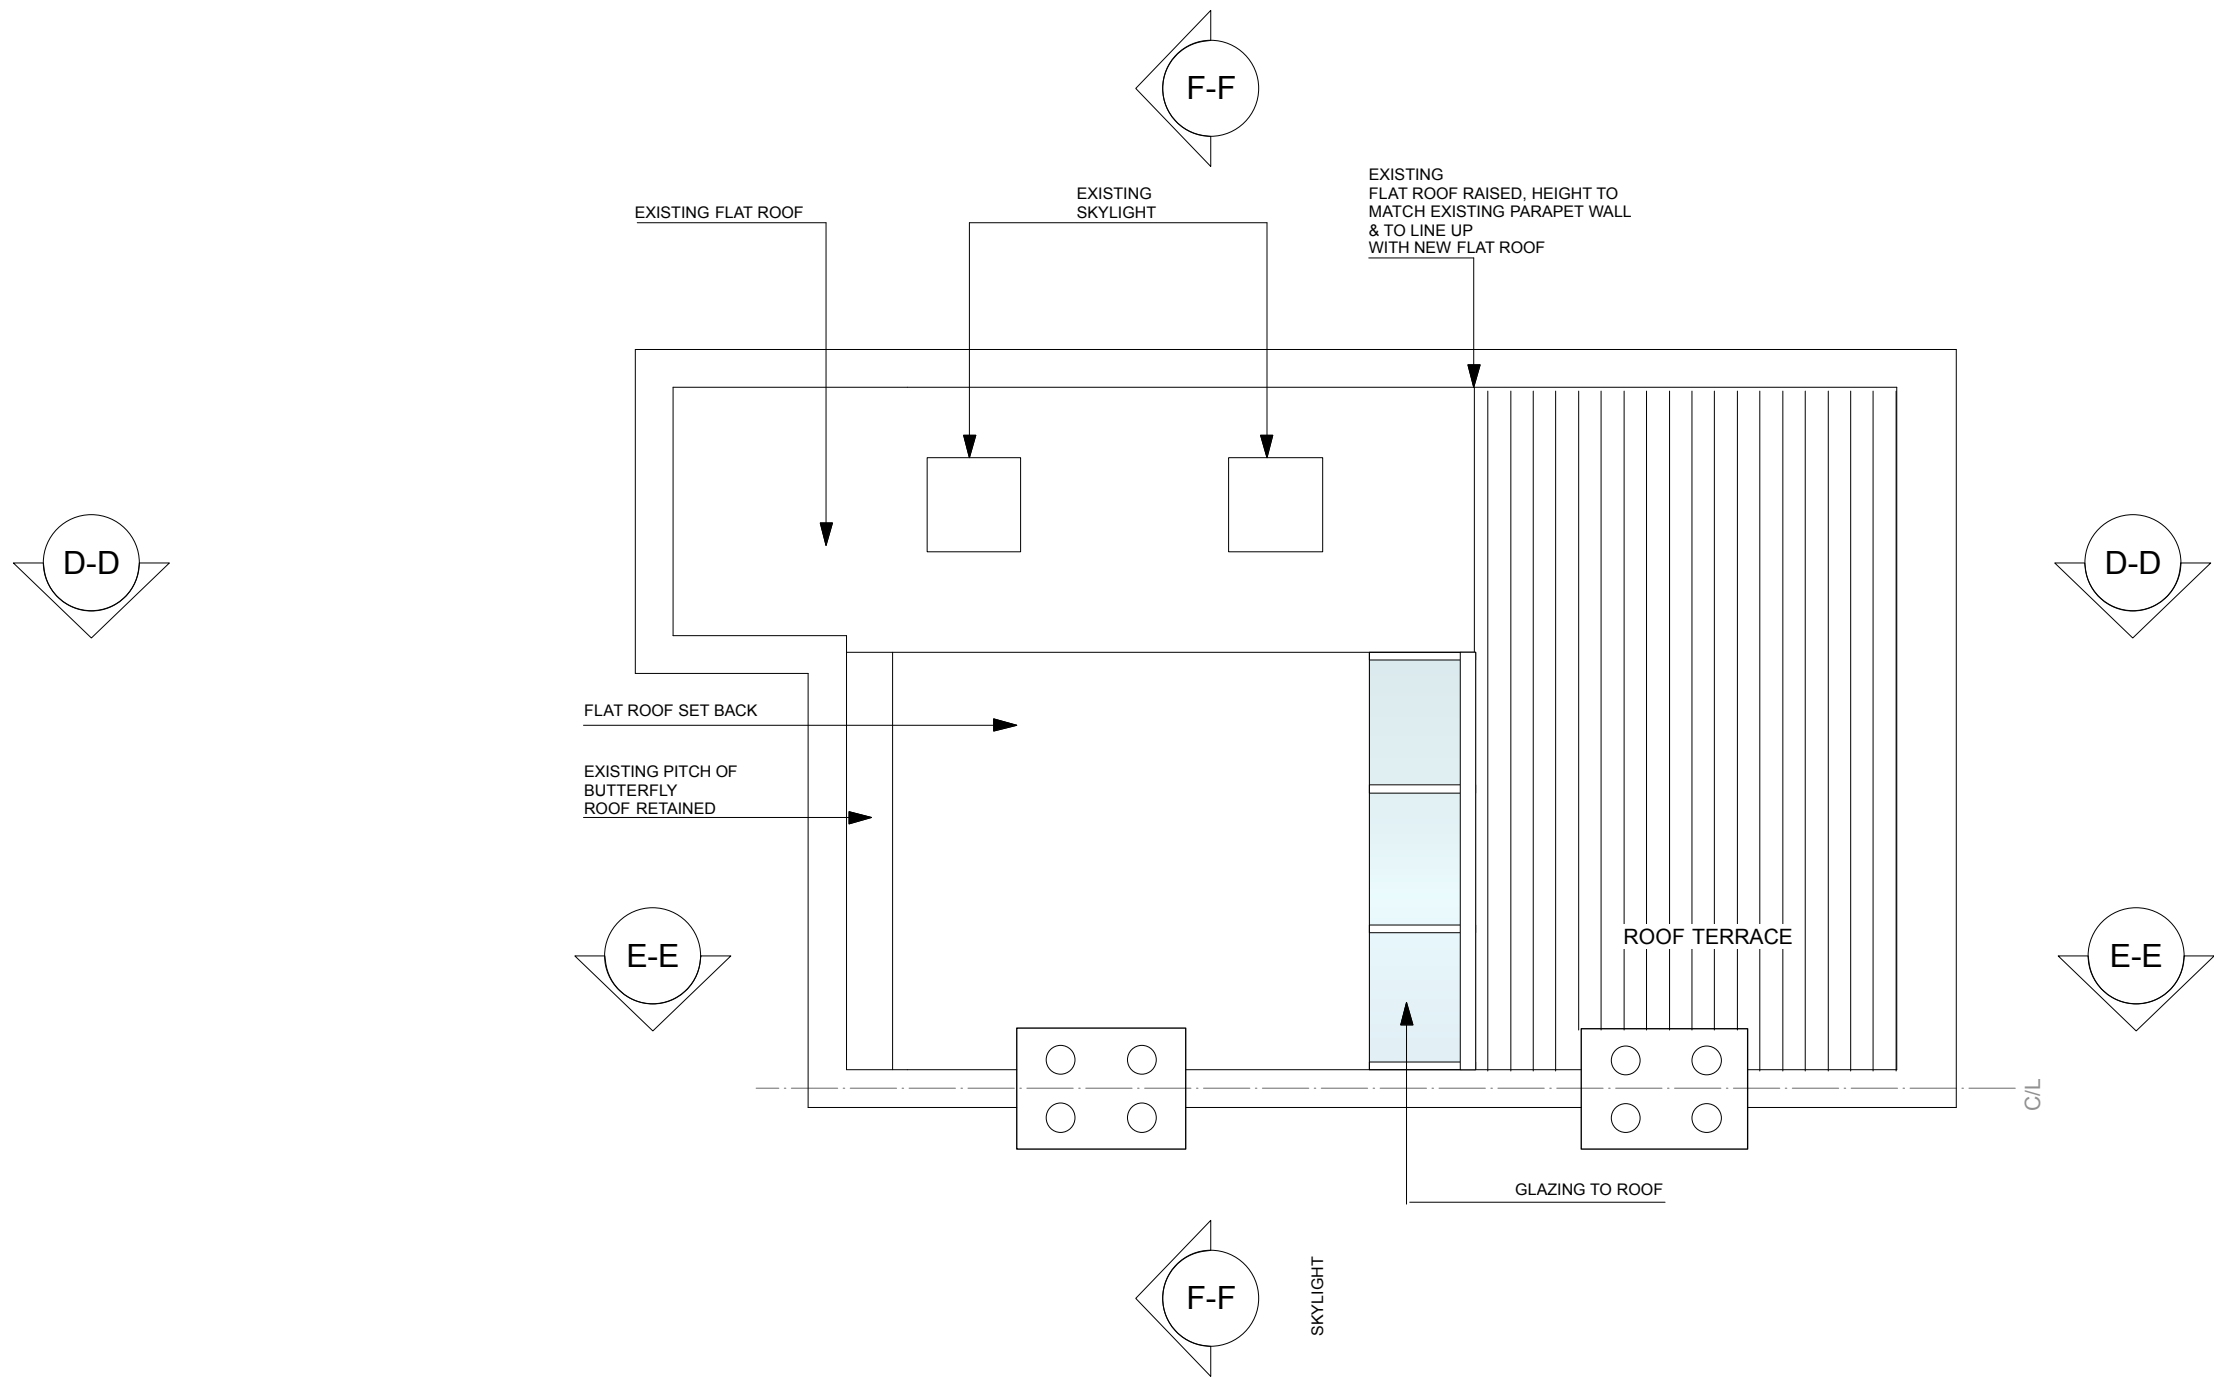 F-F
EXISTING
FLAT ROOF RAISED, HEIGHT TO
MATCH EXISTING PARAPET WALL
& TO LINE UP
WITH NEW FLAT ROOF
EXISTING
SKYLIGHT
EXISTING FLAT ROOF
D-D
D-D
FLAT ROOF SET BACK
EXISTING PITCH OF
BUTTERFLY
ROOF RETAINED
E-E
ROOF TERRACE
E-E
C/L
GLAZING TO ROOF
F-F
SKYLIGHT